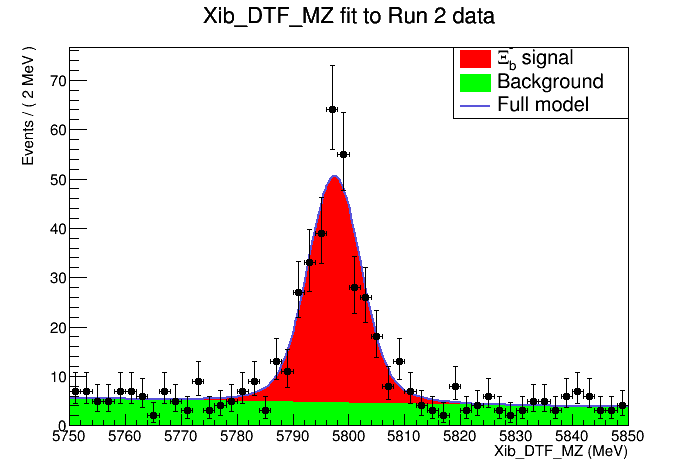 Xib_DTF_MZ fit to Run 2 data
Events / ( 2 MeV )
Ξb⁻ signal
Background
Full model
70
60
50
40
30
20
10
0
5750 5760 5770 5780 5790 5800 5810 5820 5830 5840 5850
Xib_DTF_MZ (MeV)